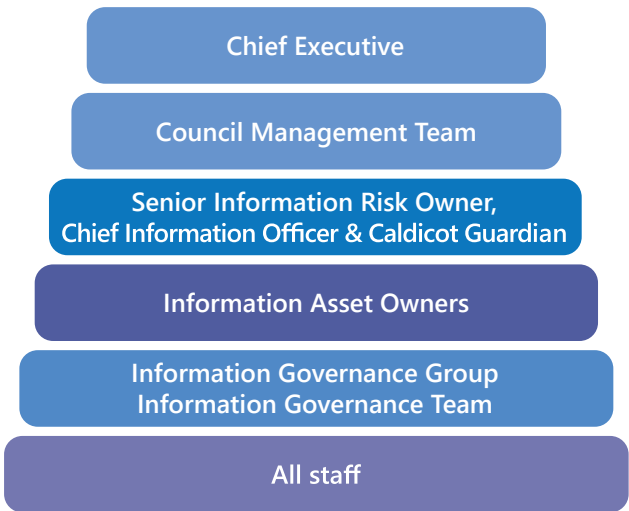 Chief Executive
Council Management Team
Senior Information Risk Owner,
Chief Information Officer & Caldicot Guardian
Information Asset Owners
Information Governance Group
Information Governance Team
All staff